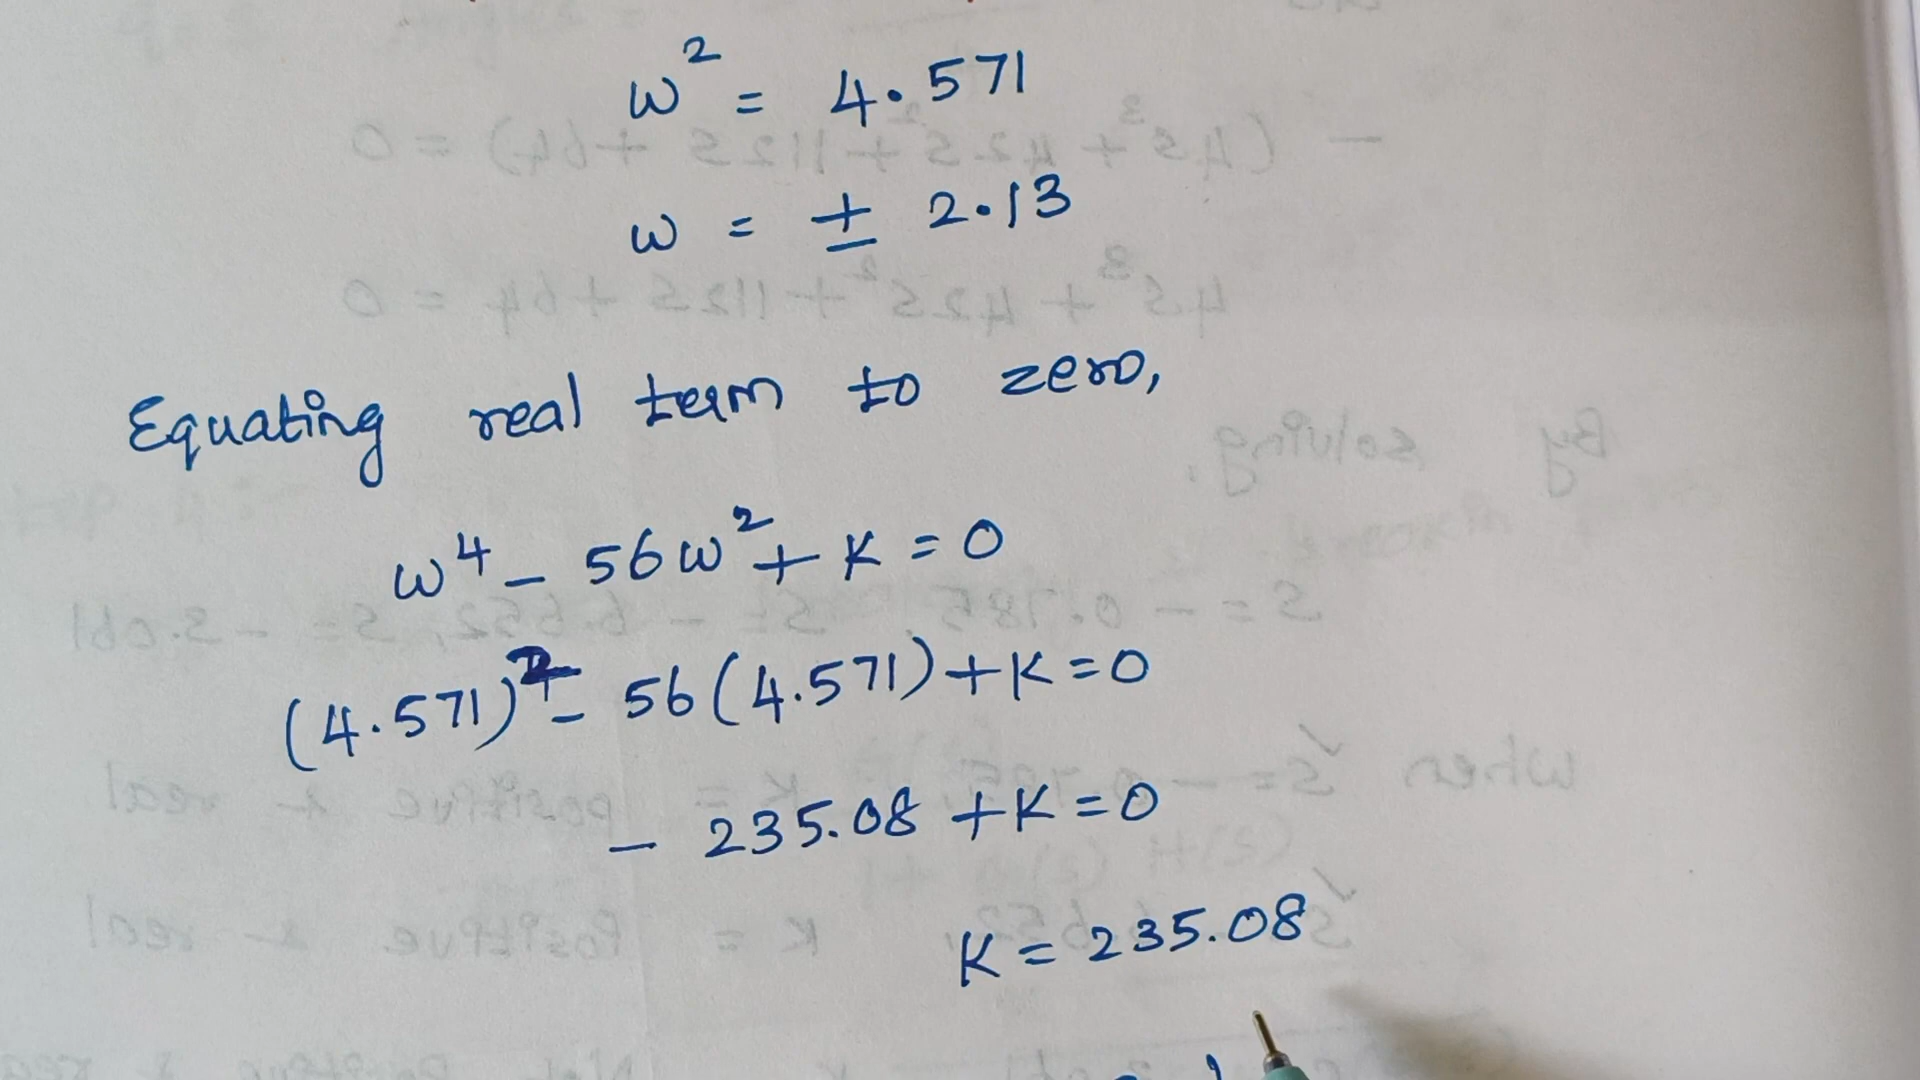 ω² = 4.571
ω = ± 2.13
Equating real term to zero,
ω⁴ - 56ω² + K = 0
(4.571)² - 56(4.571) + K = 0
- 235.08 + K = 0
K = 235.08